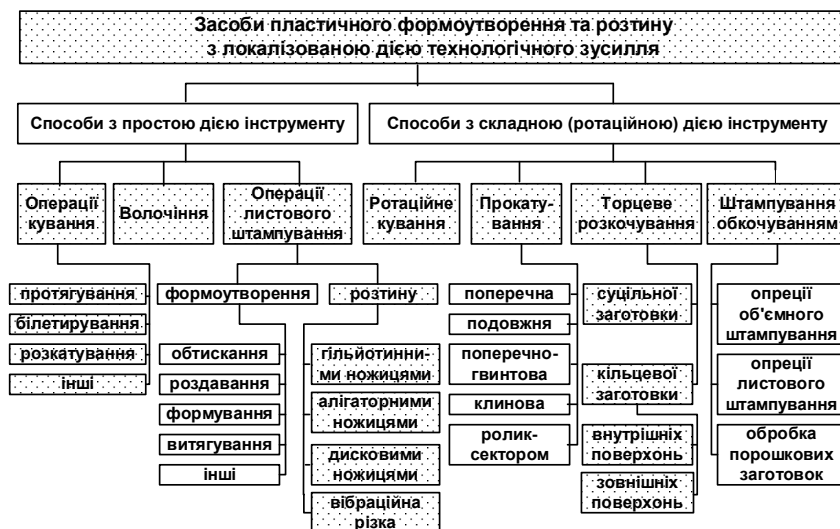 Засоби пластичного формоутворення та розтину
з локалізованою дією технологічного зусилля
Способи з простою дією інструменту
Способи з складною (ротаційною) дією інструменту
Операції
кування
Волочіння
Операції
листового
штампування
Ротаційне
кування
Прокату-
вання
Торцеве
розкочування
Штампування
обкочуванням
протягування
білетирування
розкатування
інші
формоутворення
обтискання
роздавання
формування
витягування
інші
розтину
гільйотинни-
ми ножицями
алігаторними
ножицями
дисковими
ножицями
вібраційна
різка
поперечна
подовжня
поперечно-
гвинтова
клинова
ролик-
сектором
суцільної
заготовки
кільцевої
заготовки
внутрішніх
поверхонь
зовнішніх
поверхонь
опреції
об'ємного
штампування
опреції
листового
штампування
обробка
порошкових
заготовок